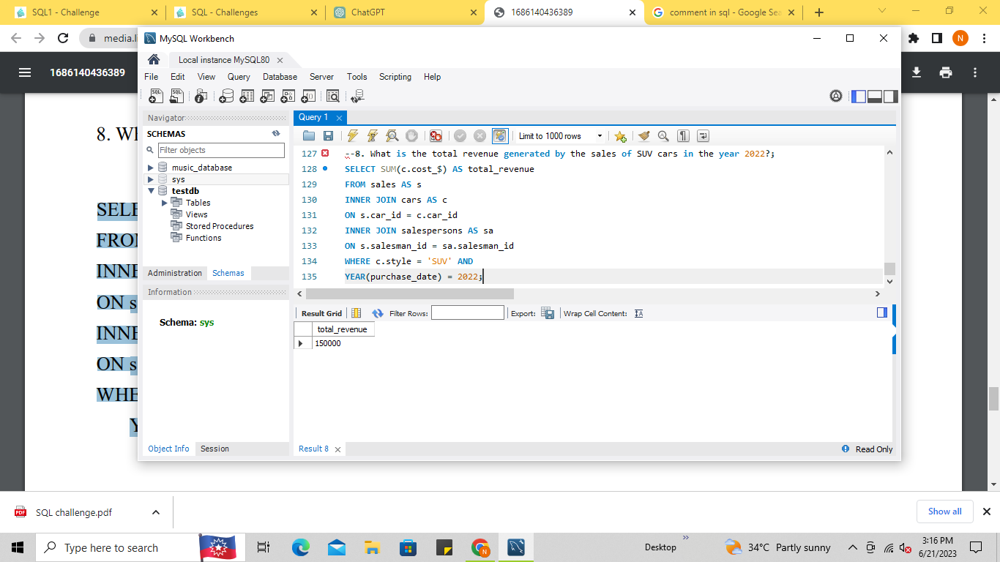 SQL1 - Challenge
SQL - Challenges
ChatGPT
1686140436389
comment in sql - Google Sea
media.l
N
1686140436389
MySQL Workbench
Local instance MySQL80
File Edit View Query Database Server Tools Scripting Help
Navigator
SCHEMAS
Filter objects
music_database
sys
testdb
Tables
Views
Stored Procedures
Functions
Administration Schemas
Information
Schema: sys
Object Info Session
Query 1
Limit to 1000 rows
127 --8. What is the total revenue generated by the sales of SUV cars in the year 2022?;
128 SELECT SUM(c.cost_$) AS total_revenue
129 FROM sales AS s
130 INNER JOIN cars AS c
131 ON s.car_id = c.car_id
132 INNER JOIN salespersons AS sa
133 ON s.salesman_id = sa.salesman_id
134 WHERE c.style = 'SUV' AND
135 YEAR(purchase_date) = 2022;
Result Grid Filter Rows: Export: Wrap Cell Content:
total_revenue
150000
Result 8
Read Only
8. Wh
SELE
FROM
INNE
ON s
INNE
ON s
WHE
Y
SQL challenge.pdf
Show all
Type here to search
Desktop
34°C Partly sunny
3:16 PM
6/21/2023